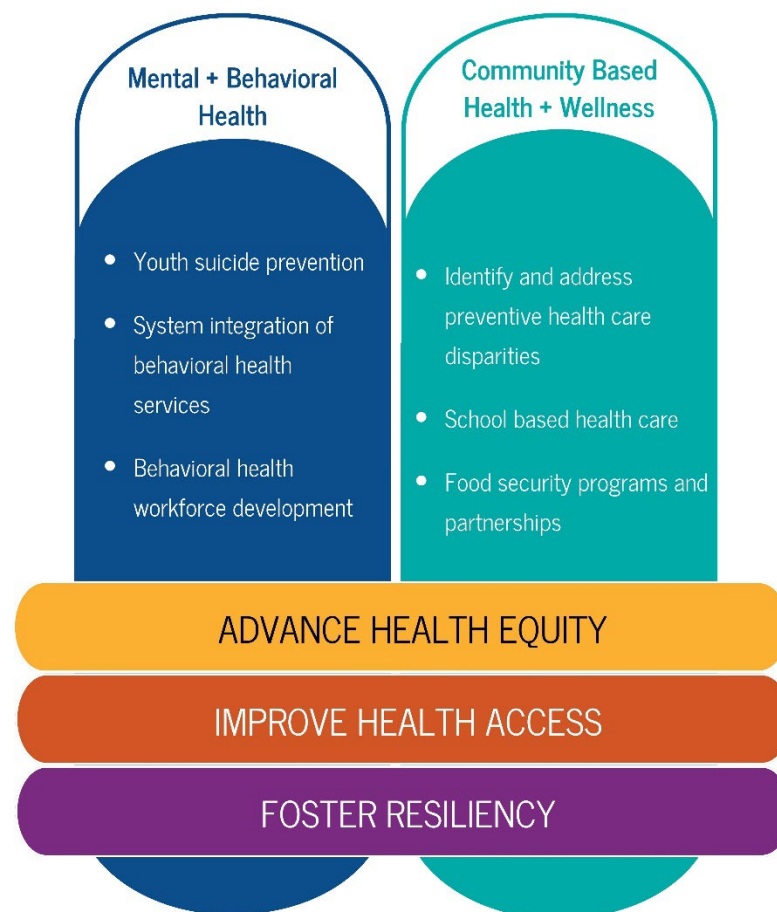 Mental + Behavioral
Health
• Youth suicide prevention
• System integration of
behavioral health
services
• Behavioral health
workforce development
Community Based
Health + Wellness
• Identify and address
preventive health care
disparities
• School based health care
• Food security programs and
partnerships
ADVANCE HEALTH EQUITY
IMPROVE HEALTH ACCESS
FOSTER RESILIENCY